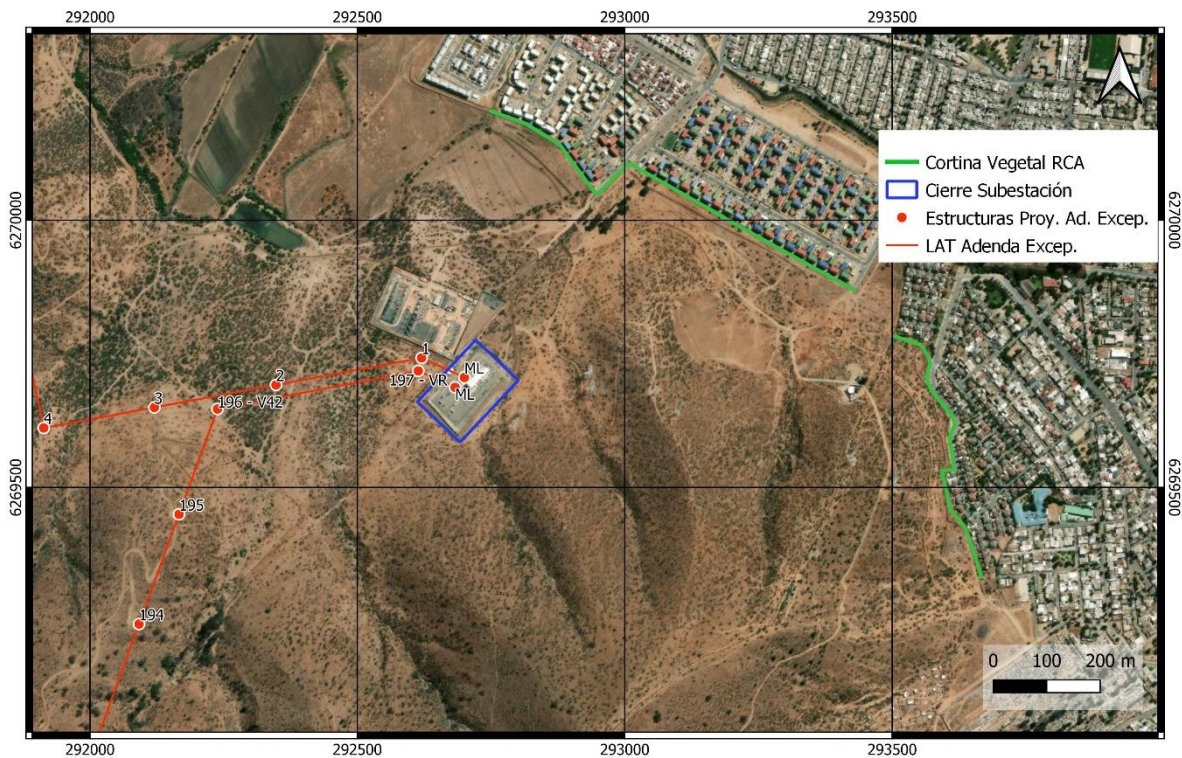 292000 292500 293000 293500
Cortina Vegetal RCA
Cierre Subestación
Estructuras Proy. Ad. Excep.
LAT Adenda Excep.
6270000 6270000
1
ML
197 - VR
2
ML
3
196 - V42
4
6269500 6269500
195
194
0 100 200 m
292000 292500 293000 293500